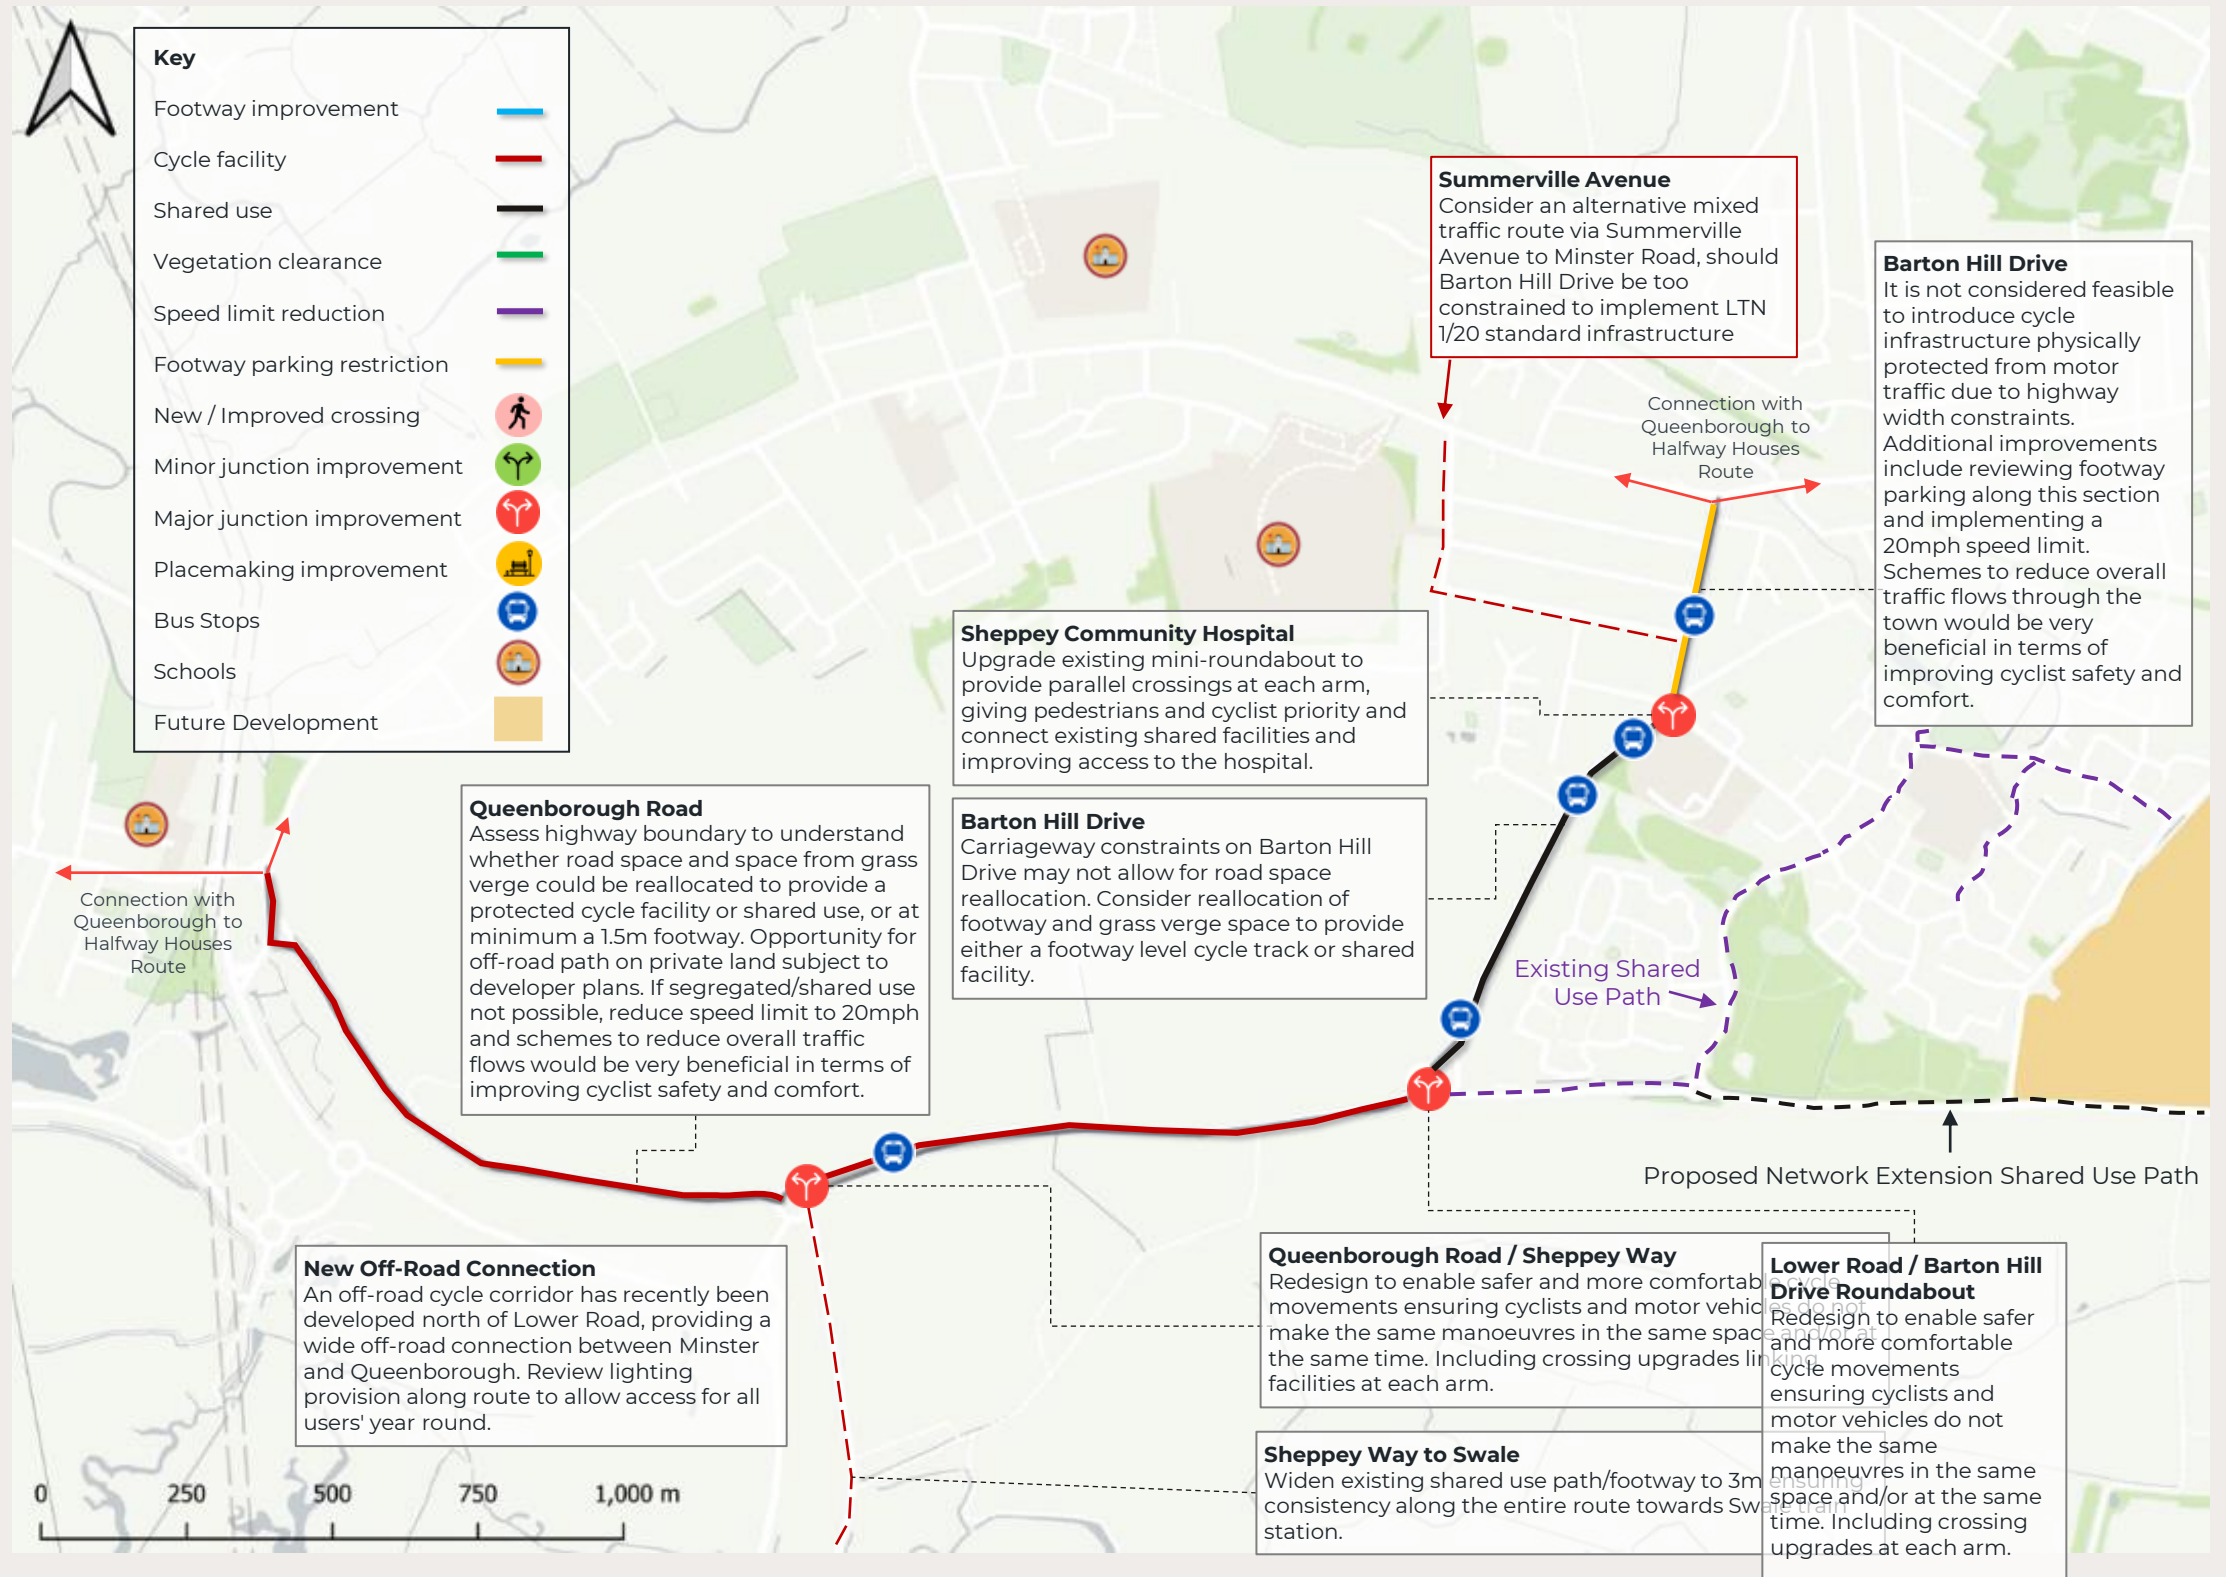 Key
Footway improvement
Cycle facility
Shared use
Vegetation clearance
Speed limit reduction
Footway parking restriction
New / Improved crossing
Minor junction improvement
Major junction improvement
Placemaking improvement
Bus Stops
Schools
Future Development
Summerville Avenue
Consider an alternative mixed
traffic route via Summerville
Avenue to Minster Road, should
Barton Hill Drive be too
constrained to implement LTN
1/20 standard infrastructure
Connection with
Queenborough to
Halfway Houses
Route
Barton Hill Drive
It is not considered feasible
to introduce cycle
infrastructure physically
protected from motor
traffic due to highway
width constraints.
Additional improvements
include reviewing footway
parking along this section
and implementing a
20mph speed limit.
Schemes to reduce overall
traffic flows through the
town would be very
beneficial in terms of
improving cyclist safety and
comfort.
Sheppey Community Hospital
Upgrade existing mini-roundabout to
provide parallel crossings at each arm,
giving pedestrians and cyclist priority and
connect existing shared facilities and
improving access to the hospital.
Barton Hill Drive
Carriageway constraints on Barton Hill
Drive may not allow for road space
reallocation. Consider reallocation of
footway and grass verge space to provide
either a footway level cycle track or shared
facility.
Queenborough Road
Assess highway boundary to understand
whether road space and space from grass
verge could be reallocated to provide a
protected cycle facility or shared use, or at
minimum a 1.5m footway. Opportunity for
off-road path on private land subject to
developer plans. If segregated/shared use
not possible, reduce speed limit to 20mph
and schemes to reduce overall traffic
flows would be very beneficial in terms of
improving cyclist safety and comfort.
Connection with
Queenborough to
Halfway Houses
Route
Existing Shared
Use Path
Proposed Network Extension Shared Use Path
New Off-Road Connection
An off-road cycle corridor has recently been
developed north of Lower Road, providing a
wide off-road connection between Minster
and Queenborough. Review lighting
provision along route to allow access for all
users' year round.
Queenborough Road / Sheppey Way
Redesign to enable safer and more comfortable cycle
movements ensuring cyclists and motor vehicles do not
make the same manoeuvres in the same space and/or at
the same time. Including crossing upgrades linking
facilities at each arm.
Lower Road / Barton Hill
Drive Roundabout
Redesign to enable safer
and more comfortable
cycle movements
ensuring cyclists and
motor vehicles do not
make the same
manoeuvres in the same
space and/or at the same
time. Including crossing
upgrades at each arm.
Sheppey Way to Swale
Widen existing shared use path/footway to 3m ensuring
consistency along the entire route towards Swale train
station.
0 250 500 750 1,000 m